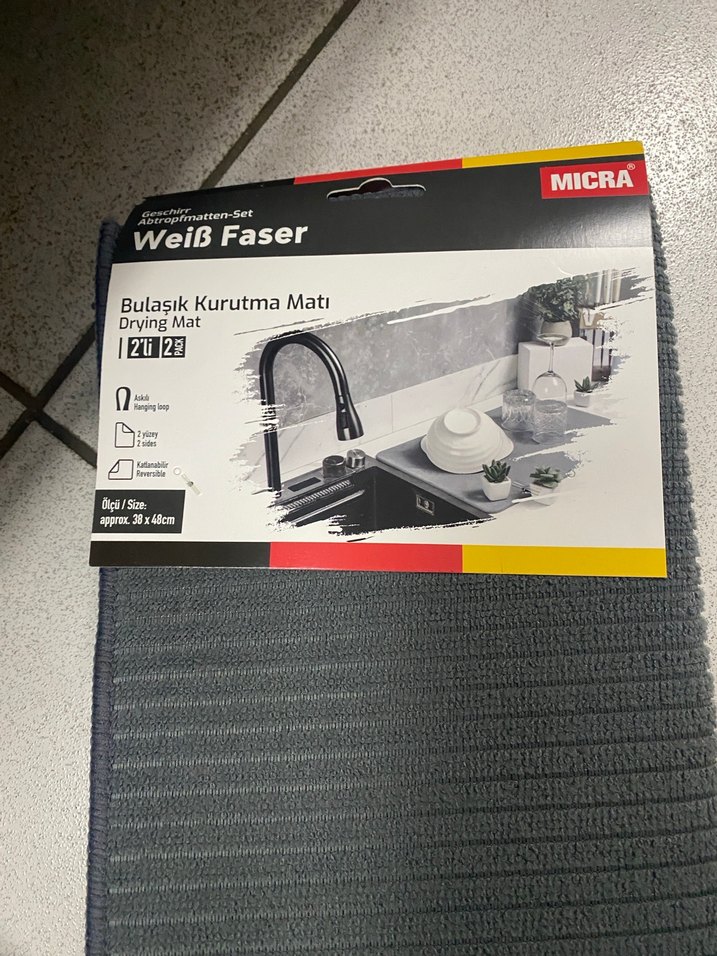 MICRA®
Geschirr
Abtropfmatten-Set
Weiß Faser
Bulaşık Kurutma Matı
Drying Mat
2'li 2 PACK
Askılı
Hanging loop
2 yüzey
2 sides
Katlanabilir
Reversible
Ölçü / Size:
approx. 38 x 48cm